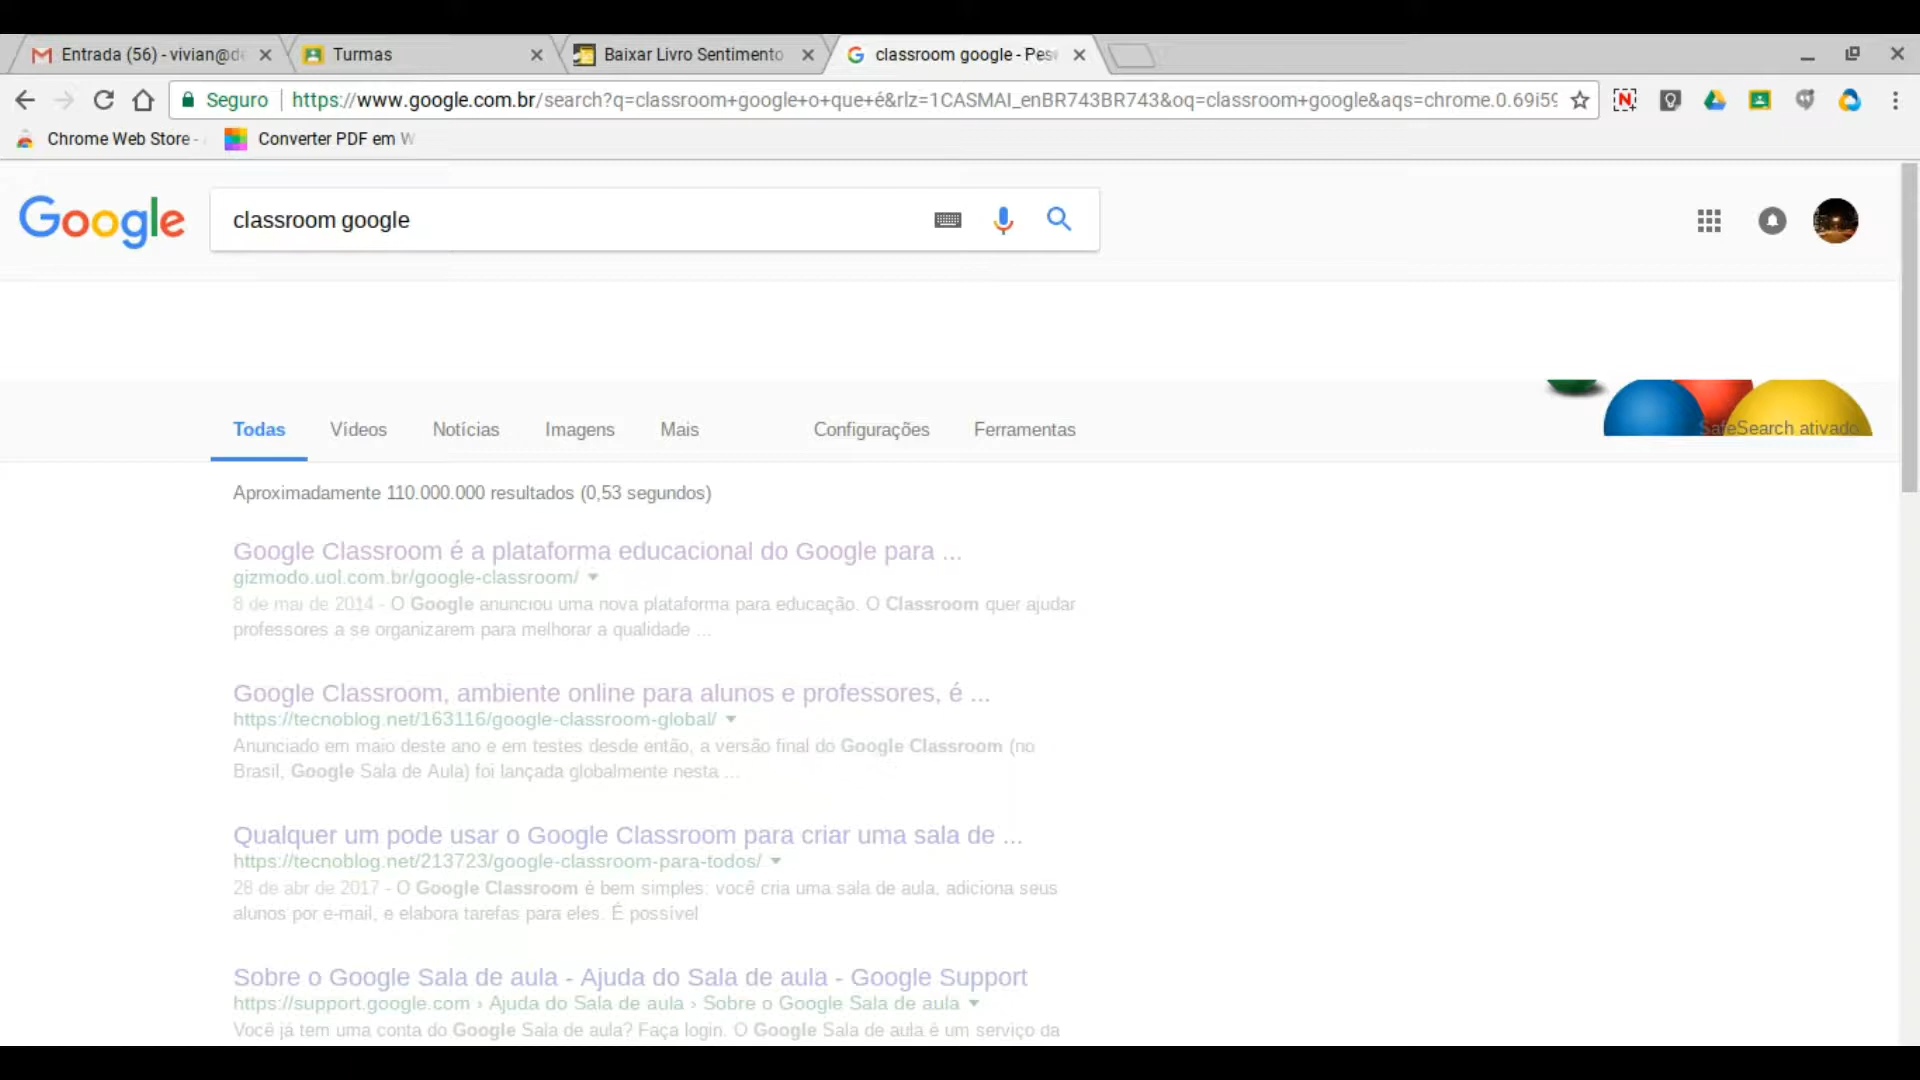 Entrada (56) - vivian@de
Turmas
Baixar Livro Sentimento
classroom google - Pes
Seguro
https://www.google.com.br/search?q=classroom+google+o+que+é&rlz=1CASMAI_enBR743BR743&oq=classroom+google&aqs=chrome.0.69i59
Chrome Web Store -
Converter PDF em W
Google
classroom google
Todas
Vídeos
Notícias
Imagens
Mais
Configurações
Ferramentas
SafeSearch ativado
Aproximadamente 110.000.000 resultados (0,53 segundos)
Google Classroom é a plataforma educacional do Google para ...
gizmodo.uol.com.br/google-classroom/
8 de mai de 2014 - O Google anunciou uma nova plataforma para educação. O Classroom quer ajudar
professores a se organizarem para melhorar a qualidade ...
Google Classroom, ambiente online para alunos e professores, é ...
https://tecnoblog.net/163116/google-classroom-global/
Anunciado em maio deste ano e em testes desde então, a versão final do Google Classroom (no
Brasil, Google Sala de Aula) foi lançada globalmente nesta ...
Qualquer um pode usar o Google Classroom para criar uma sala de ...
https://tecnoblog.net/213723/google-classroom-para-todos/
28 de abr de 2017 - O Google Classroom é bem simples: você cria uma sala de aula, adiciona seus
alunos por e-mail, e elabora tarefas para eles. É possível
Sobre o Google Sala de aula - Ajuda do Sala de aula - Google Support
https://support.google.com › Ajuda do Sala de aula › Sobre o Google Sala de aula
Você já tem uma conta do Google Sala de aula? Faça login. O Google Sala de aula é um serviço da